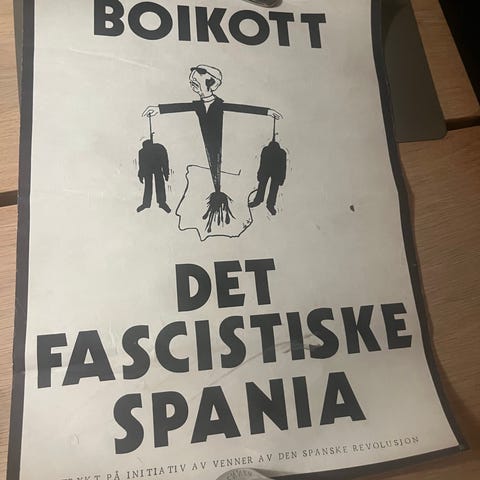 BOIKOTT
DET
FASCISTISKE
SPANIA
PÅ INITIATIV AV VENNER AV DEN SPANSKE REVOLUSJON